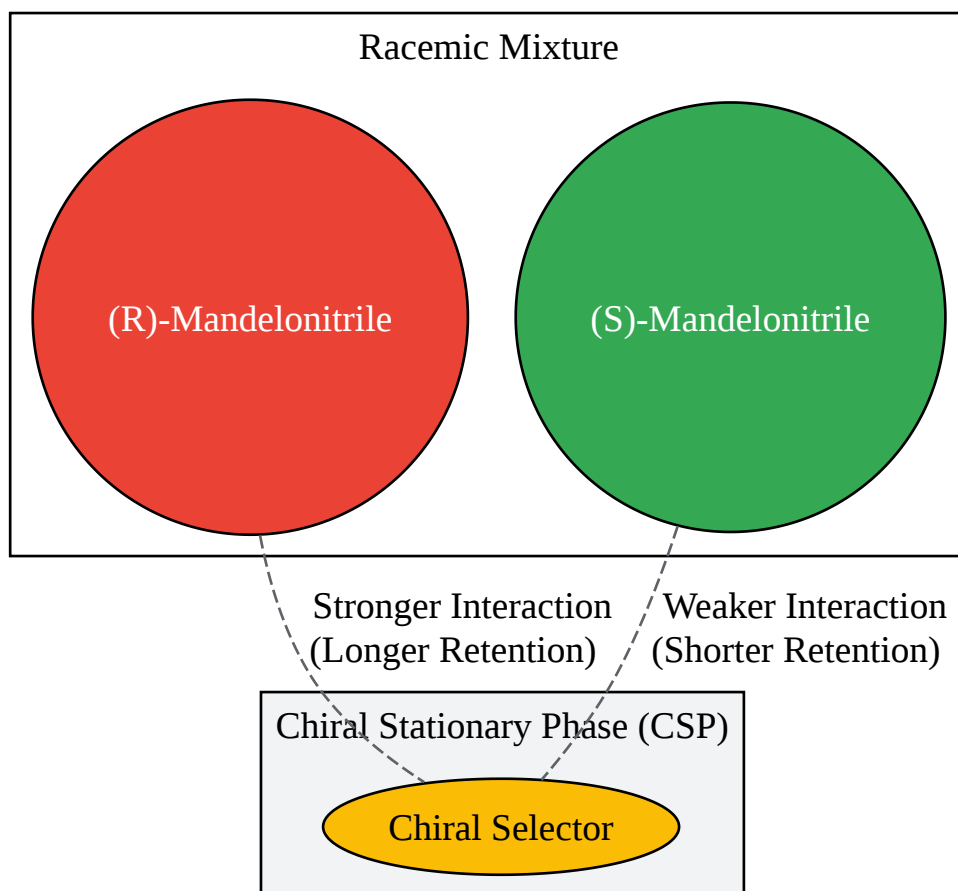 Racemic Mixture
(R)-Mandelonitrile
(S)-Mandelonitrile
Stronger Interaction
(Longer Retention)
Weaker Interaction
(Shorter Retention)
Chiral Stationary Phase (CSP)
Chiral Selector